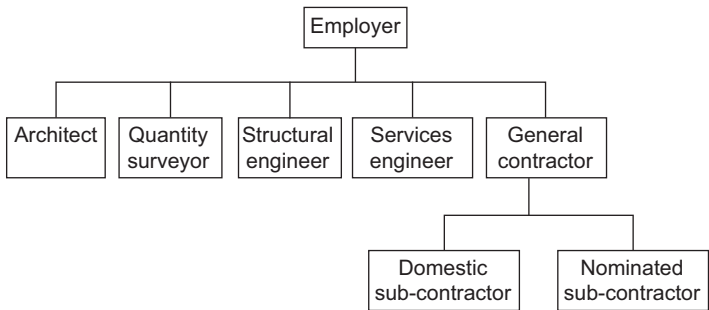 Employer
Architect
Quantity
surveyor
Structural
engineer
Services
engineer
General
contractor
Domestic
sub-contractor
Nominated
sub-contractor